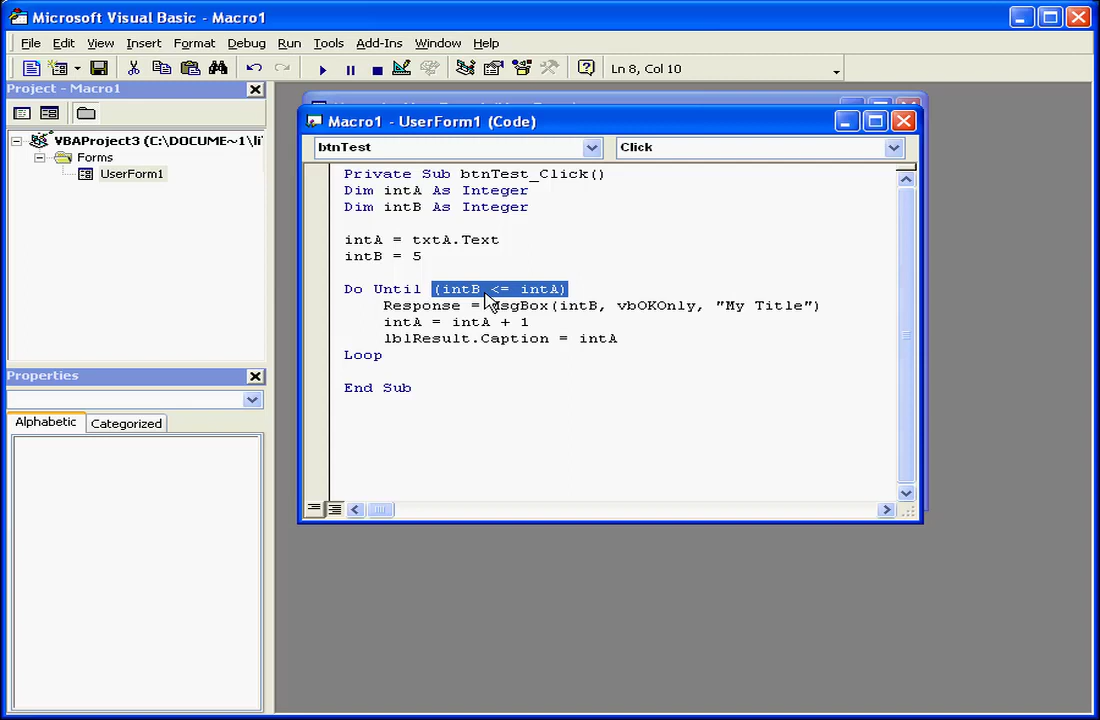 Microsoft Visual Basic - Macro1
File Edit View Insert Format Debug Run Tools Add-Ins Window Help
Ln 8, Col 10
Project - Macro1
VBAProject3 (C:\DOCUME~1\li
Forms
UserForm1
Properties
Alphabetic Categorized
Macro1 - UserForm1 (Code)
btnTest Click
Private Sub btnTest_Click()
Dim intA As Integer
Dim intB As Integer
intA = txtA.Text
intB = 5
Do Until (intB <= intA)
Response = MsgBox(intB, vbOKOnly, "My Title")
intA = intA + 1
lblResult.Caption = intA
Loop
End Sub